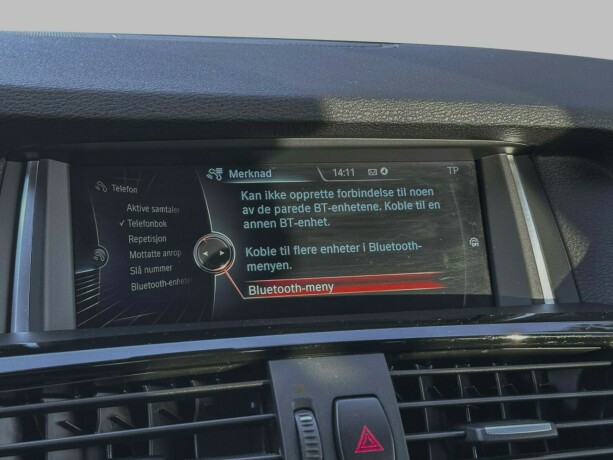 Merknad
14:11
TP
Telefon
Aktive samtaler
✓ Telefonbok
Repetisjon
Mottatte anrop
Slå nummer
Bluetooth-enhete
Kan ikke opprette forbindelse til noen
av de parede BT-enhetene. Koble til en
annen BT-enhet.
Koble til flere enheter i Bluetooth-
menyen.
Bluetooth-meny